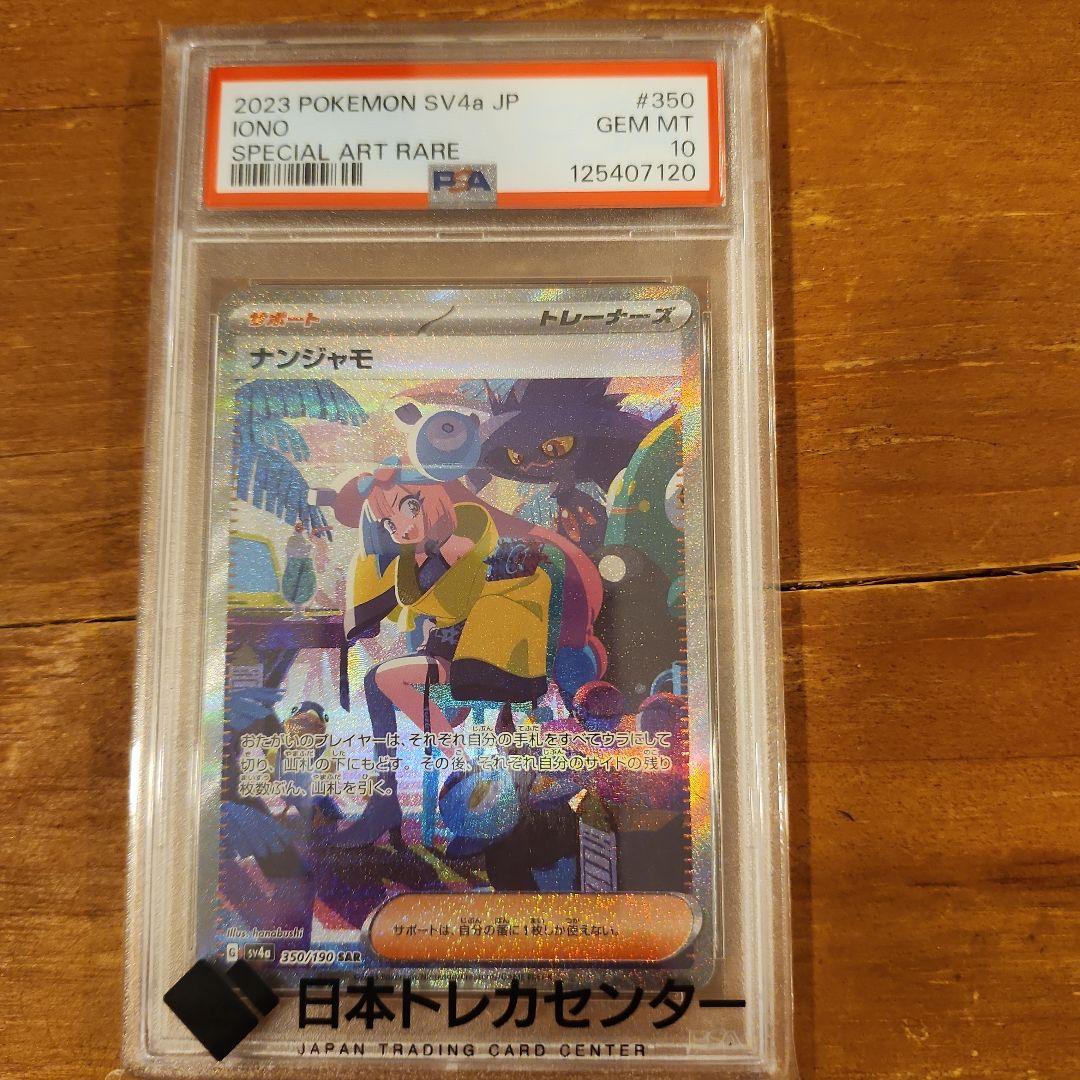 2023 POKEMON SV4a JP #350
IONO GEM MT
SPECIAL ART RARE 10
PSA 125407120
サポート トレーナーズ
ナンジャモ
おたがいのプレイヤーは、それぞれ自分の手札をすべてウラにして
切り、山札の下にもどす。その後、それぞれ自分のサイトの残り
枚数ぶん、山札を引く。
サポートは、自分の番に1枚しか使えない。
Illus. hanabushi
G sv4a 350/190 SAR
日本トレカセンター
JAPAN TRADING CARD CENTER